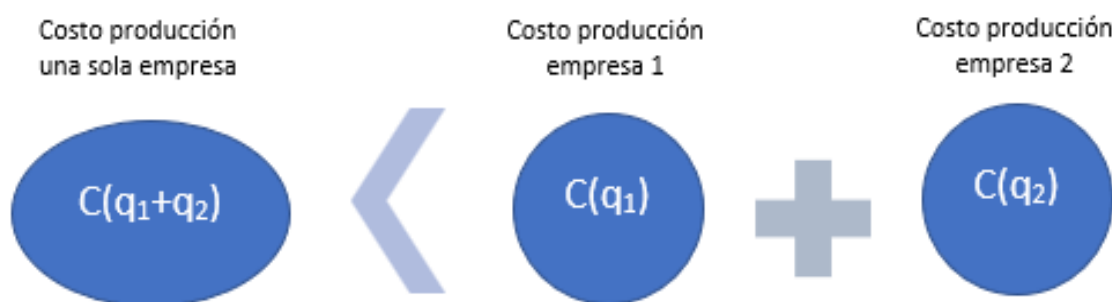 Costo producción
una sola empresa
Costo producción
empresa 1
Costo producción
empresa 2
C(q₁+q₂)
C(q₁)
C(q₂)